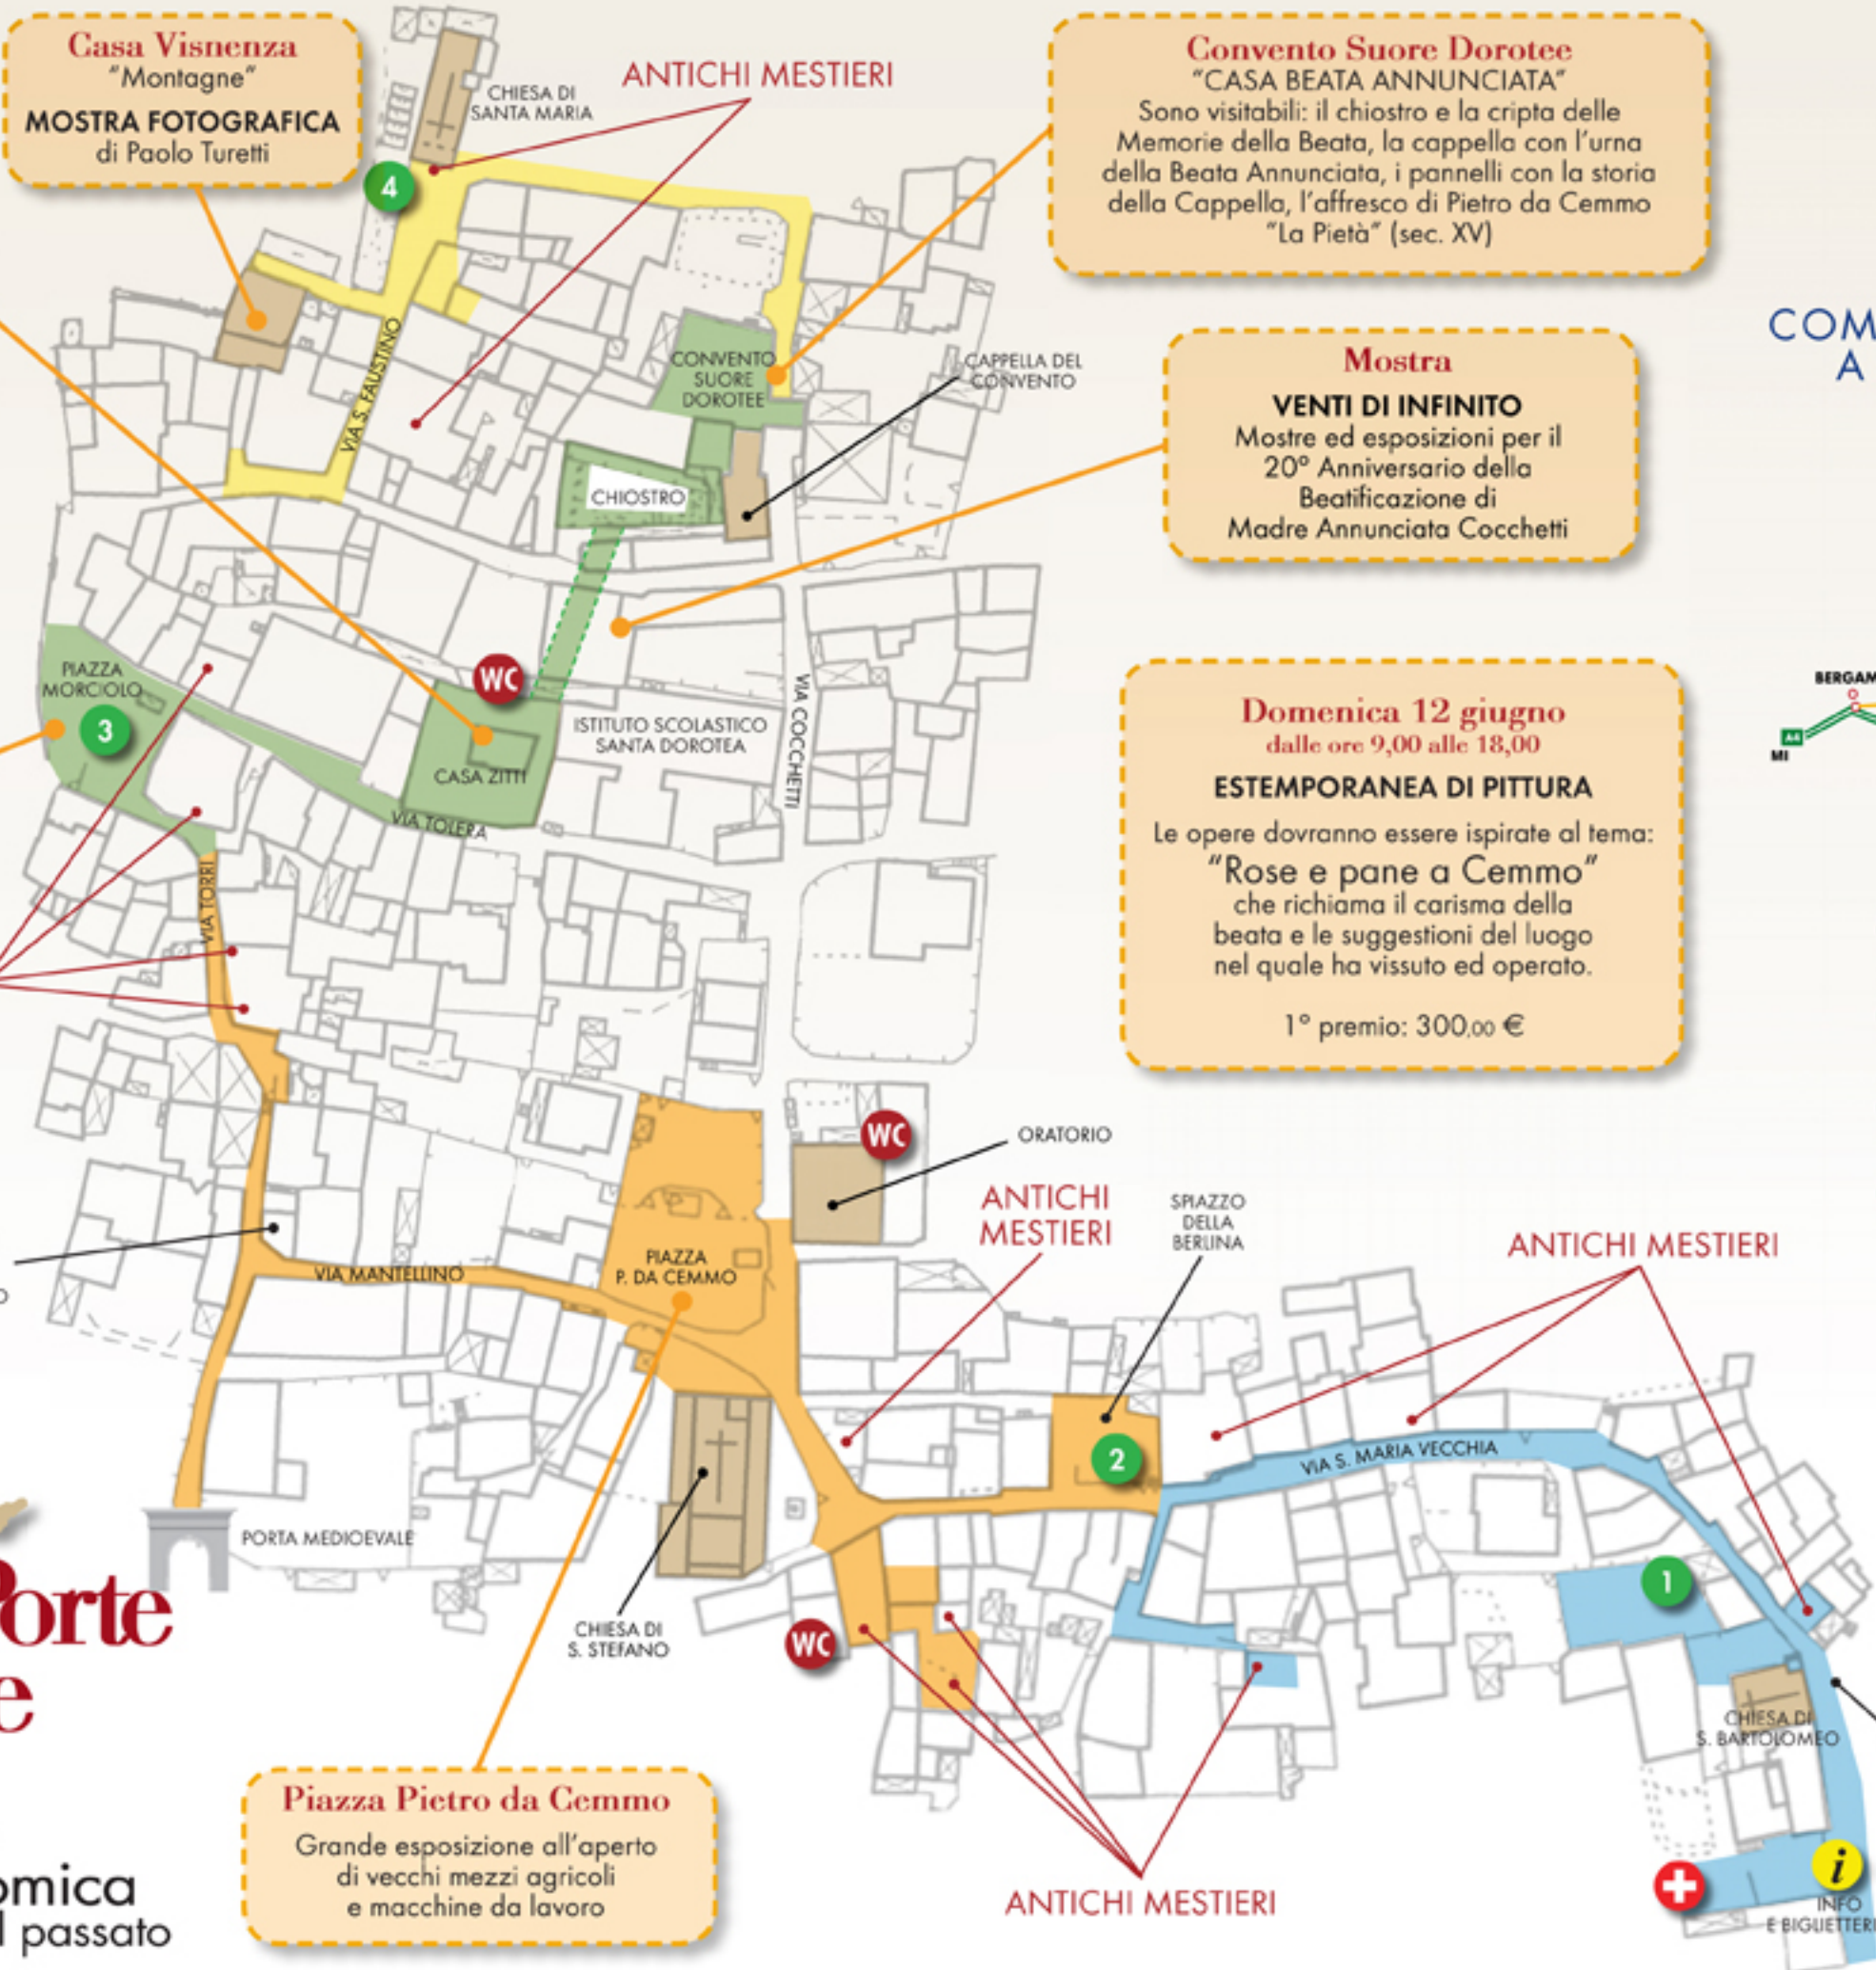 Casa Visnenza
"Montagne"
MOSTRA FOTOGRAFICA
di Paolo Turetti
CHIESA DI
SANTA MARIA
ANTICHI MESTIERI
Convento Suore Dorotee
"CASA BEATA ANNUNCIATA"
Sono visitabili: il chiostro e la cripta delle
Memorie della Beata, la cappella con l'urna
della Beata Annunciata, i pannelli con la storia
della Cappella, l'affresco di Pietro da Cemmo
"La Pietà" (sec. XV)
4
VIA S. FAUSTINO
CONVENTO
SUORE
DOROTEE
CAPPELLA DEL
CONVENTO
CHIOSTRO
Mostra
VENTI DI INFINITO
Mostre ed esposizioni per il
20° Anniversario della
Beatificazione di
Madre Annunciata Cocchetti
COM
A
PIAZZA
MORCIOLO
3
WC
ISTITUTO SCOLASTICO
SANTA DOROTEA
CASA ZITTI
VIA TOLERA
VIA COCCHETTI
VIA TORRI
BERGAM
A4
MI
Domenica 12 giugno
dalle ore 9,00 alle 18,00
ESTEMPORANEA DI PITTURA
Le opere dovranno essere ispirate al tema:
"Rose e pane a Cemmo"
che richiama il carisma della
beata e le suggestioni del luogo
nel quale ha vissuto ed operato.
1° premio: 300,00 €
WC
ORATORIO
ANTICHI
MESTIERI
SPIAZZO
DELLA
BERLINA
ANTICHI MESTIERI
PIAZZA
P. DA CEMMO
VIA MANTELLINO
O
2
VIA S. MARIA VECCHIA
PORTA MEDIOEVALE
1
CHIESA DI
S. STEFANO
WC
CHIESA DI
S. BARTOLOMEO
Porte
e
Piazza Pietro da Cemmo
Grande esposizione all'aperto
di vecchi mezzi agricoli
e macchine da lavoro
ANTICHI MESTIERI
omica
l passato
i
INFO
E BIGLIETTERI